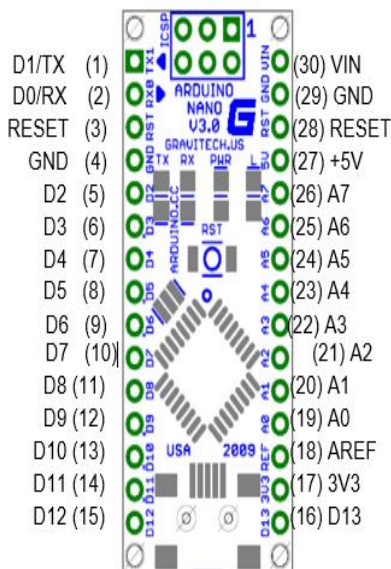 D1/TX (1)
D0/RX (2)
RESET (3)
GND (4)
D2 (5)
D3 (6)
D4 (7)
D5 (8)
D6 (9)
D7 (10)
D8 (11)
D9 (12)
D10 (13)
D11 (14)
D12 (15)
ICSP
1
TX1
RX0
RST
GND
D2
D3
D4
D5
D6
D7
D8
D9
D10
D11
D12
ARDUINO
NANO
V3.0
G
GRAVITECH.US
TX RX PWR L
ARDUINO.CC
RST
USA 2009
VIN
GND
RST
5V
A7
A6
A5
A4
A3
A2
A1
A0
REF
3V3
D13
(30) VIN
(29) GND
(28) RESET
(27) +5V
(26) A7
(25) A6
(24) A5
(23) A4
(22) A3
(21) A2
(20) A1
(19) A0
(18) AREF
(17) 3V3
(16) D13